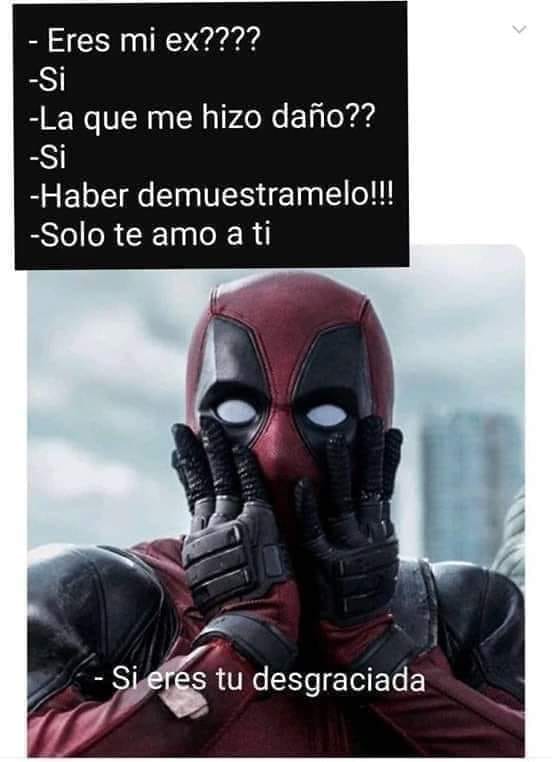 - Eres mi ex????
-Si
-La que me hizo daño??
-Si
-Haber demuestramelo!!!
-Solo te amo a ti
- Si eres tu desgraciada